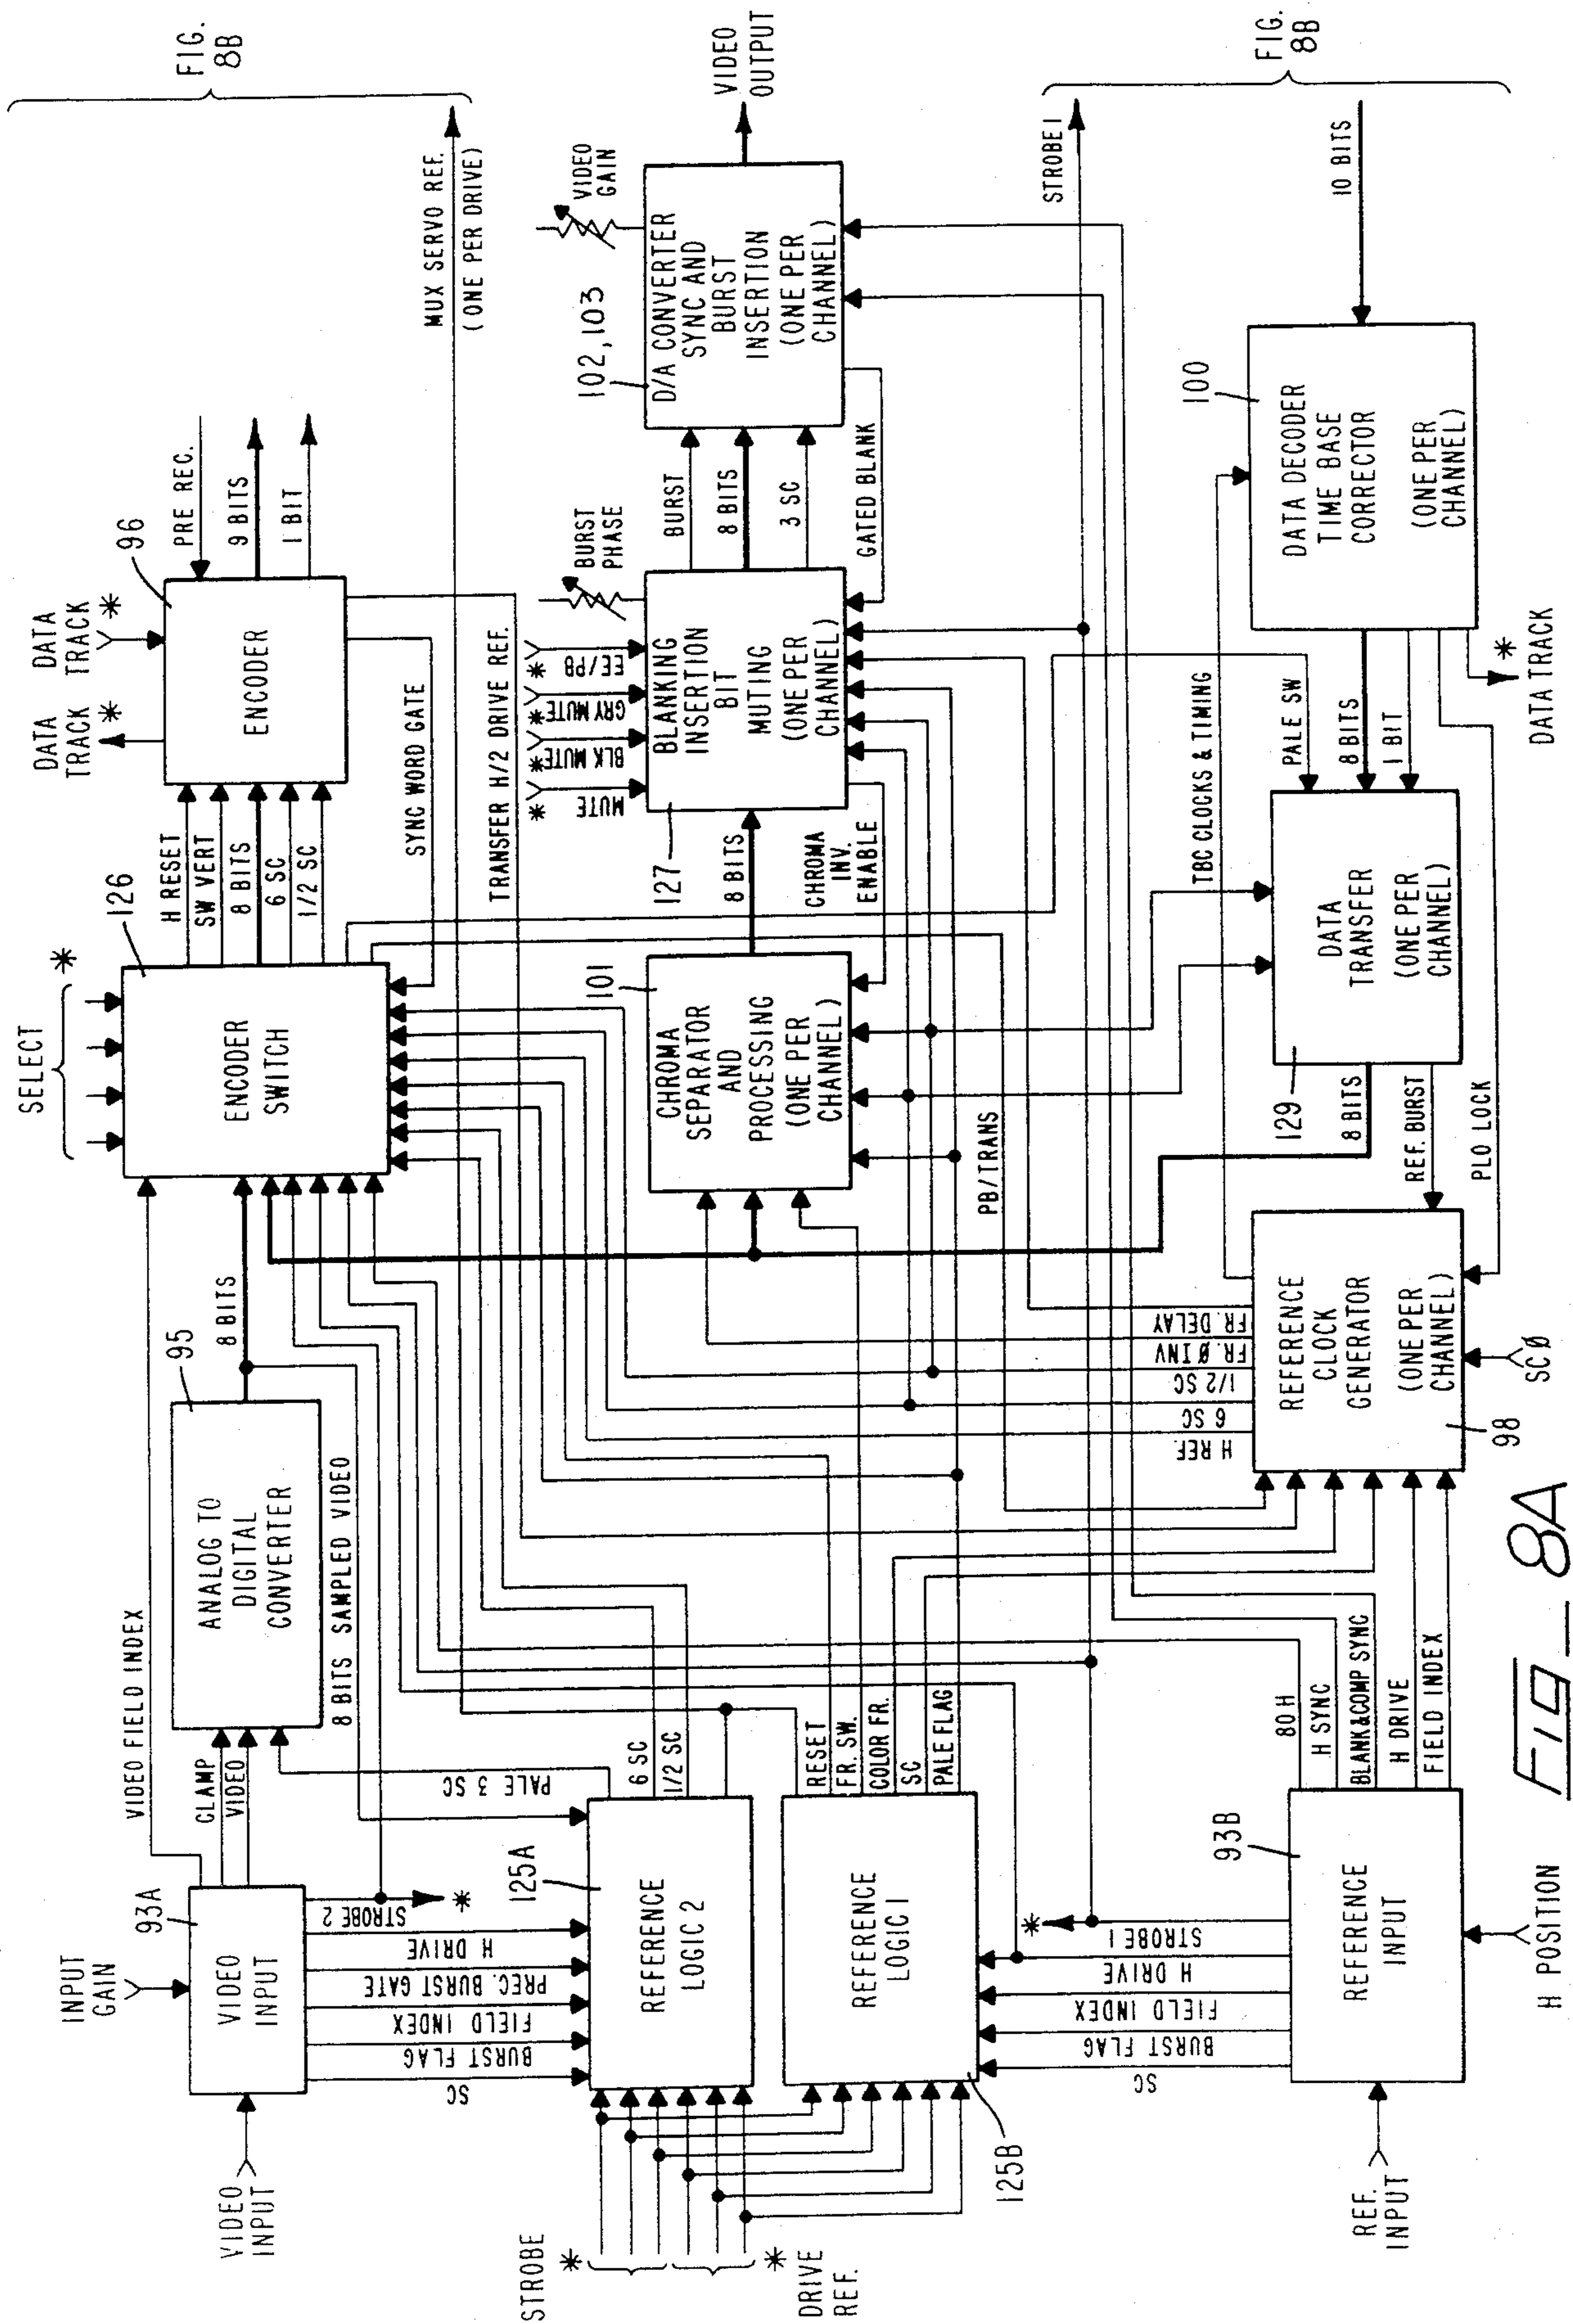 FIG.
8B
SELECT
*
DATA
TRACK
*
DATA
TRACK
*
126
96
PRE REC.
9 BITS
1 BIT
ENCODER
H RESET
SW VERT
8 BITS
6 SC
1/2 SC
ENCODER
SWITCH
SYNC WORD GATE
MUX SERVO REF.
(ONE PER DRIVE)
TRANSFER H/2 DRIVE REF.
INPUT
GAIN
93A
VIDEO
INPUT
VIDEO
INPUT
VIDEO FIELD INDEX
CLAMP
VIDEO
95
ANALOG TO
DIGITAL
CONVERTER
8 BITS
8 BITS SAMPLED VIDEO
STROBE 2
*
H DRIVE
PREC. BURST GATE
FIELD INDEX
BURST FLAG
SC
PALE 3 SC
125A
REFERENCE
LOGIC 2
6 SC
1/2 SC
STROBE
*
*
DRIVE
REF.
REFERENCE
LOGIC 1
125B
RESET
FR. SW.
COLOR FR.
SC
PALE FLAG
101
CHROMA
SEPARATOR
AND
PROCESSING
(ONE PER
CHANNEL)
8 BITS
CHROMA
INV.
ENABLE
127
MUTE
*
BLK MUTE
*
GRY MUTE
*
EE/PB
*
BURST
PHASE
BLANKING
INSERTION
BIT
MUTING
(ONE PER
CHANNEL)
BURST
8 BITS
3 SC
GATED BLANK
102, 103
VIDEO
GAIN
D/A CONVERTER
SYNC AND
BURST
INSERTION
(ONE PER
CHANNEL)
VIDEO
OUTPUT
STROBE 1
FIG.
8B
PB/TRANS
TBC CLOCKS & TIMING
STROBE 1
*
H DRIVE
FIELD INDEX
BURST FLAG
SC
93B
REFERENCE
INPUT
REF.
INPUT
H POSITION
80 H
H SYNC
BLANK & COMP SYNC
H DRIVE
FIELD INDEX
H REF.
6 SC
1/2 SC
FR. Ø INV
FR. DELAY
REFERENCE
CLOCK
GENERATOR
(ONE PER
CHANNEL)
98
SC Ø
8 BITS
REF. BURST
PLO LOCK
129
DATA
TRANSFER
(ONE PER
CHANNEL)
PALE SW
8 BITS
1 BIT
100
DATA DECODER
TIME BASE
CORRECTOR
(ONE PER
CHANNEL)
10 BITS
*
DATA TRACK
Fig_8A